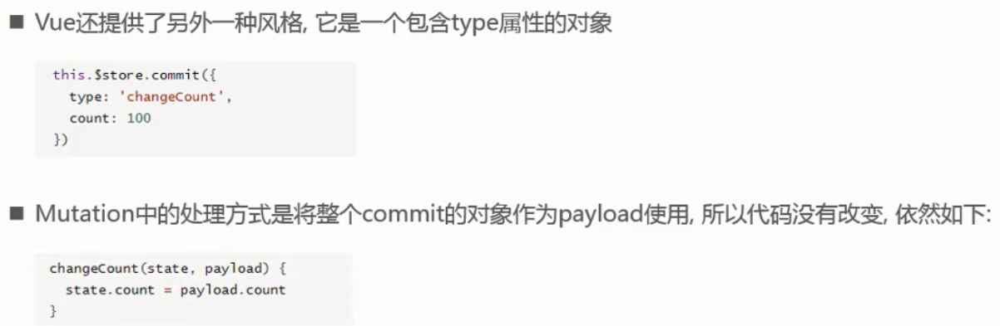 ■ Vue还提供了另外一种风格, 它是一个包含type属性的对象
this.$store.commit({
  type: 'changeCount',
  count: 100
})
■ Mutation中的处理方式是将整个commit的对象作为payload使用, 所以代码没有改变, 依然如下:
changeCount(state, payload) {
  state.count = payload.count
}